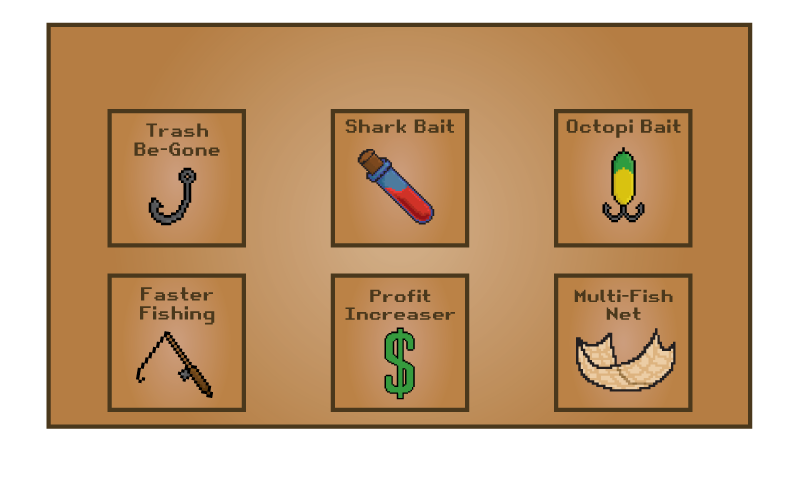 Trash
Be-Gone
Shark Bait
Octopi Bait
Faster
Fishing
Profit
Increaser
Multi-Fish
Net